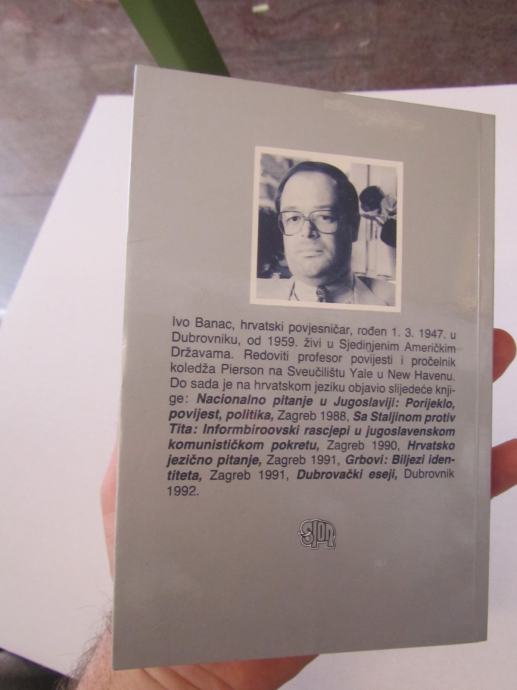 Ivo Banac, hrvatski povjesničar, rođen 1. 3. 1947. u
Dubrovniku, od 1959. živi u Sjedinjenim Američkim
Državama. Redoviti profesor povijesti i pročelnik
koledža Pierson na Sveučilištu Yale u New Havenu.
Do sada je na hrvatskom jeziku objavio slijedeće knji-
ge: Nacionalno pitanje u Jugoslaviji: Porijeklo,
povijest, politika, Zagreb 1988, Sa Staljinom protiv
Tita: Informbiroovski rascjepi u jugoslavenskom
komunističkom pokretu, Zagreb 1990, Hrvatsko
jezično pitanje, Zagreb 1991, Grbovi: Biljezi iden-
titeta, Zagreb 1991, Dubrovački eseji, Dubrovnik
1992.
SLON